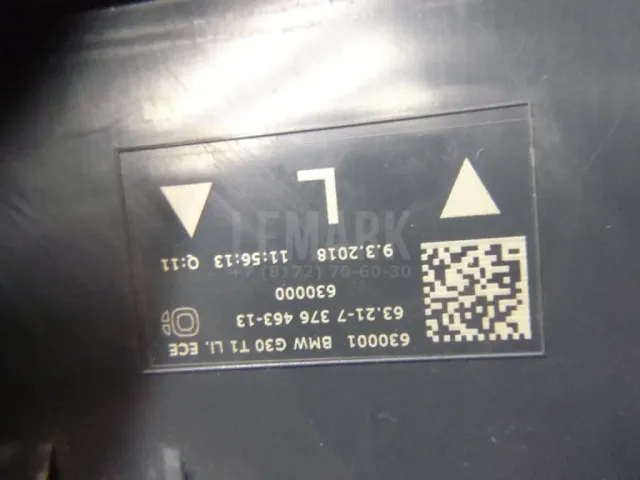 630001 BMW G30 T1 LI. ECE
63.21-7 376 463-13
630000
9.3.2018 11:56:13 Q:11
L
LEMARK
+7 (8172) 70-60-30